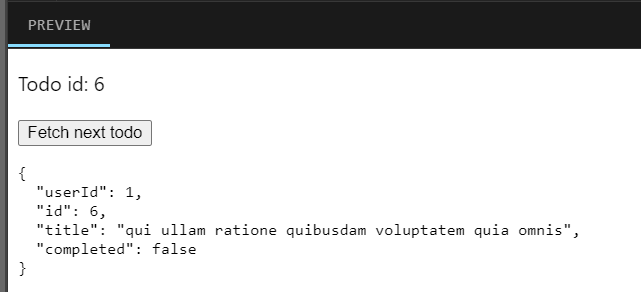 PREVIEW
Todo id: 6
Fetch next todo
{
  "userId": 1,
  "id": 6,
  "title": "qui ullam ratione quibusdam voluptatem quia omnis",
  "completed": false
}